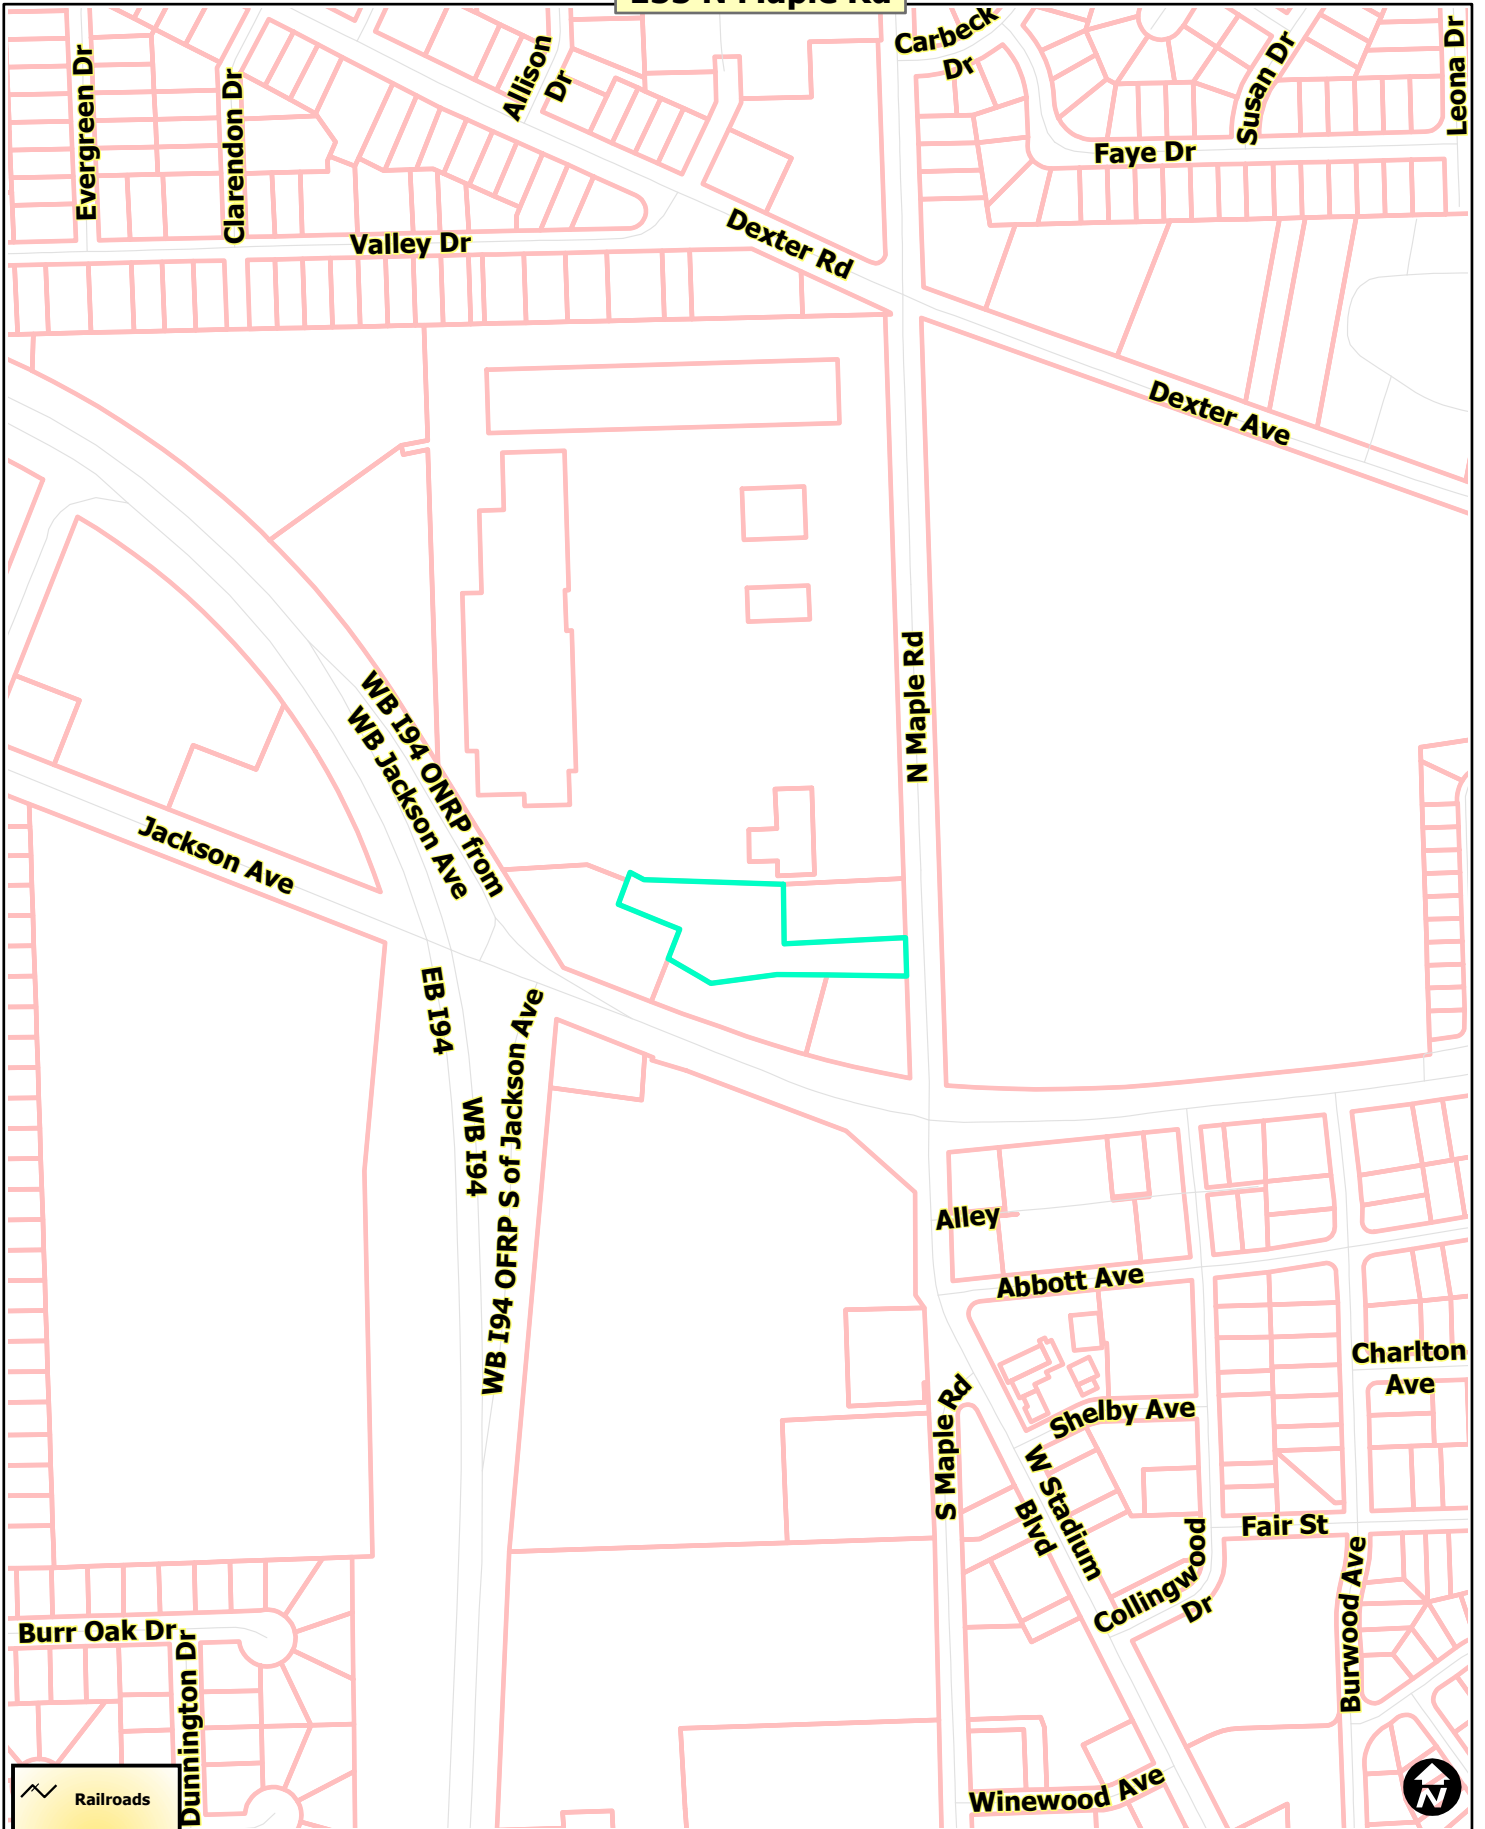 Carbeck
Dr
Allison
Dr
Evergreen Dr
Clarendon Dr
Susan Dr
Leona Dr
Faye Dr
Valley Dr
Dexter Rd
Dexter Ave
N Maple Rd
WB I94 ONRP from
WB Jackson Ave
Jackson Ave
EB I94
WB I94
WB I94 OFRP S of Jackson Ave
Alley
Abbott Ave
Charlton
Ave
Shelby Ave
S Maple Rd
W Stadium
Blvd
Fair St
Collingwood
Dr
Burwood Ave
Burr Oak Dr
Dunnington Dr
Winewood Ave
Railroads
N